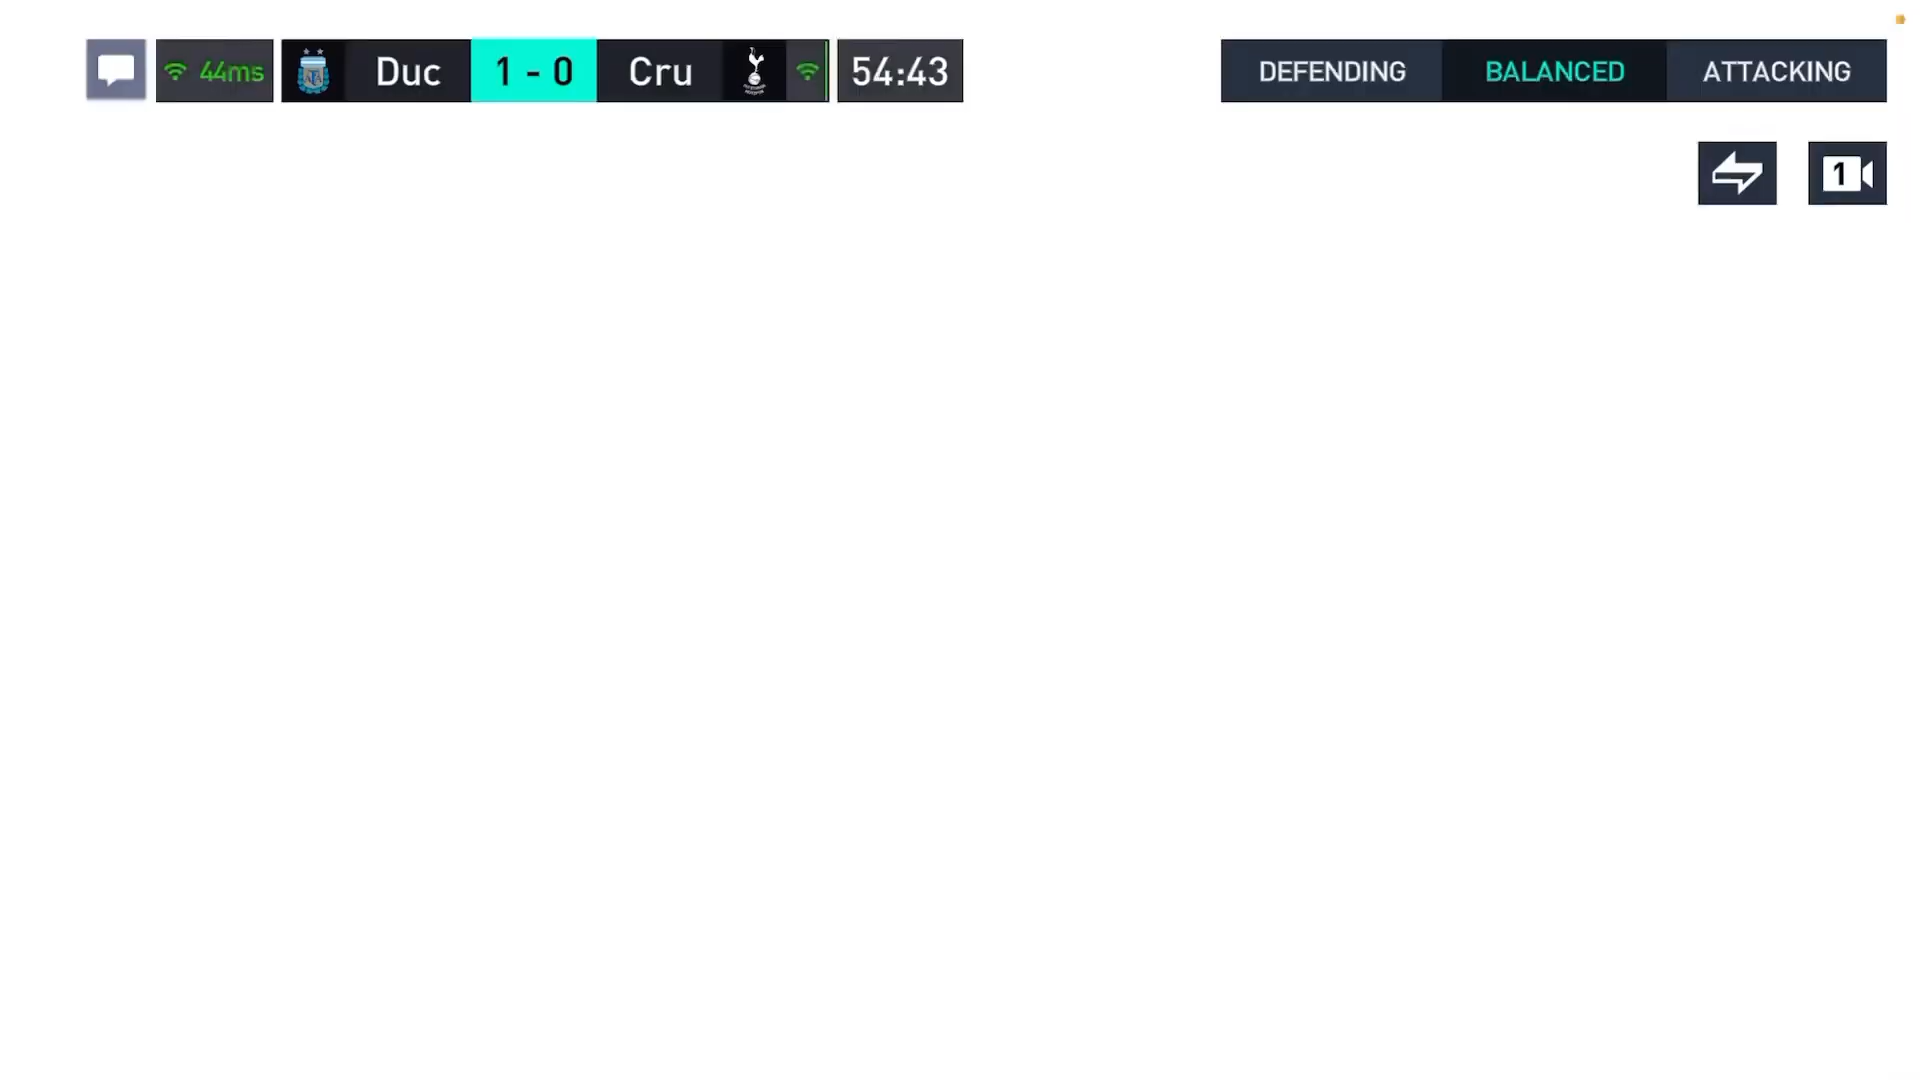 44ms Duc 1 - 0 Cru 54:43 DEFENDING BALANCED ATTACKING
1